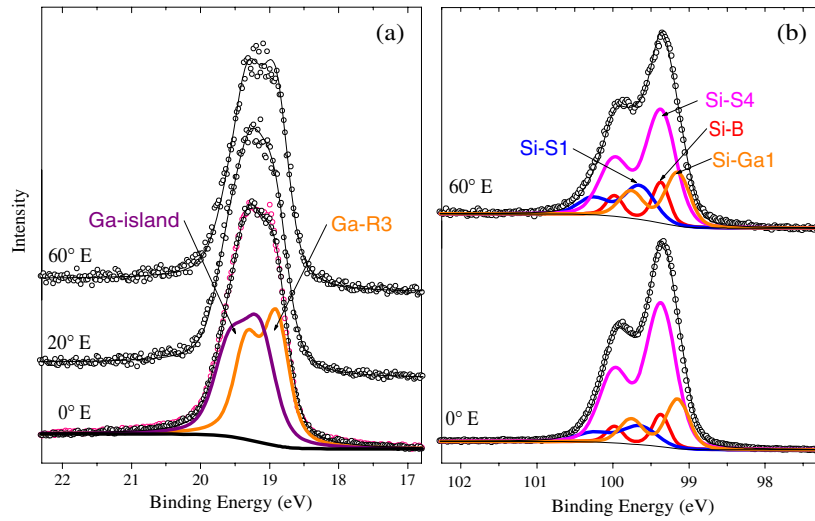 (a)
Ga-island
Ga-R3
60° E
20° E
0° E
Intensity
22 21 20 19 18 17
Binding Energy (eV)
(b)
Si-S4
Si-B
Si-S1
Si-Ga1
60° E
0° E
102 101 100 99 98
Binding Energy (eV)